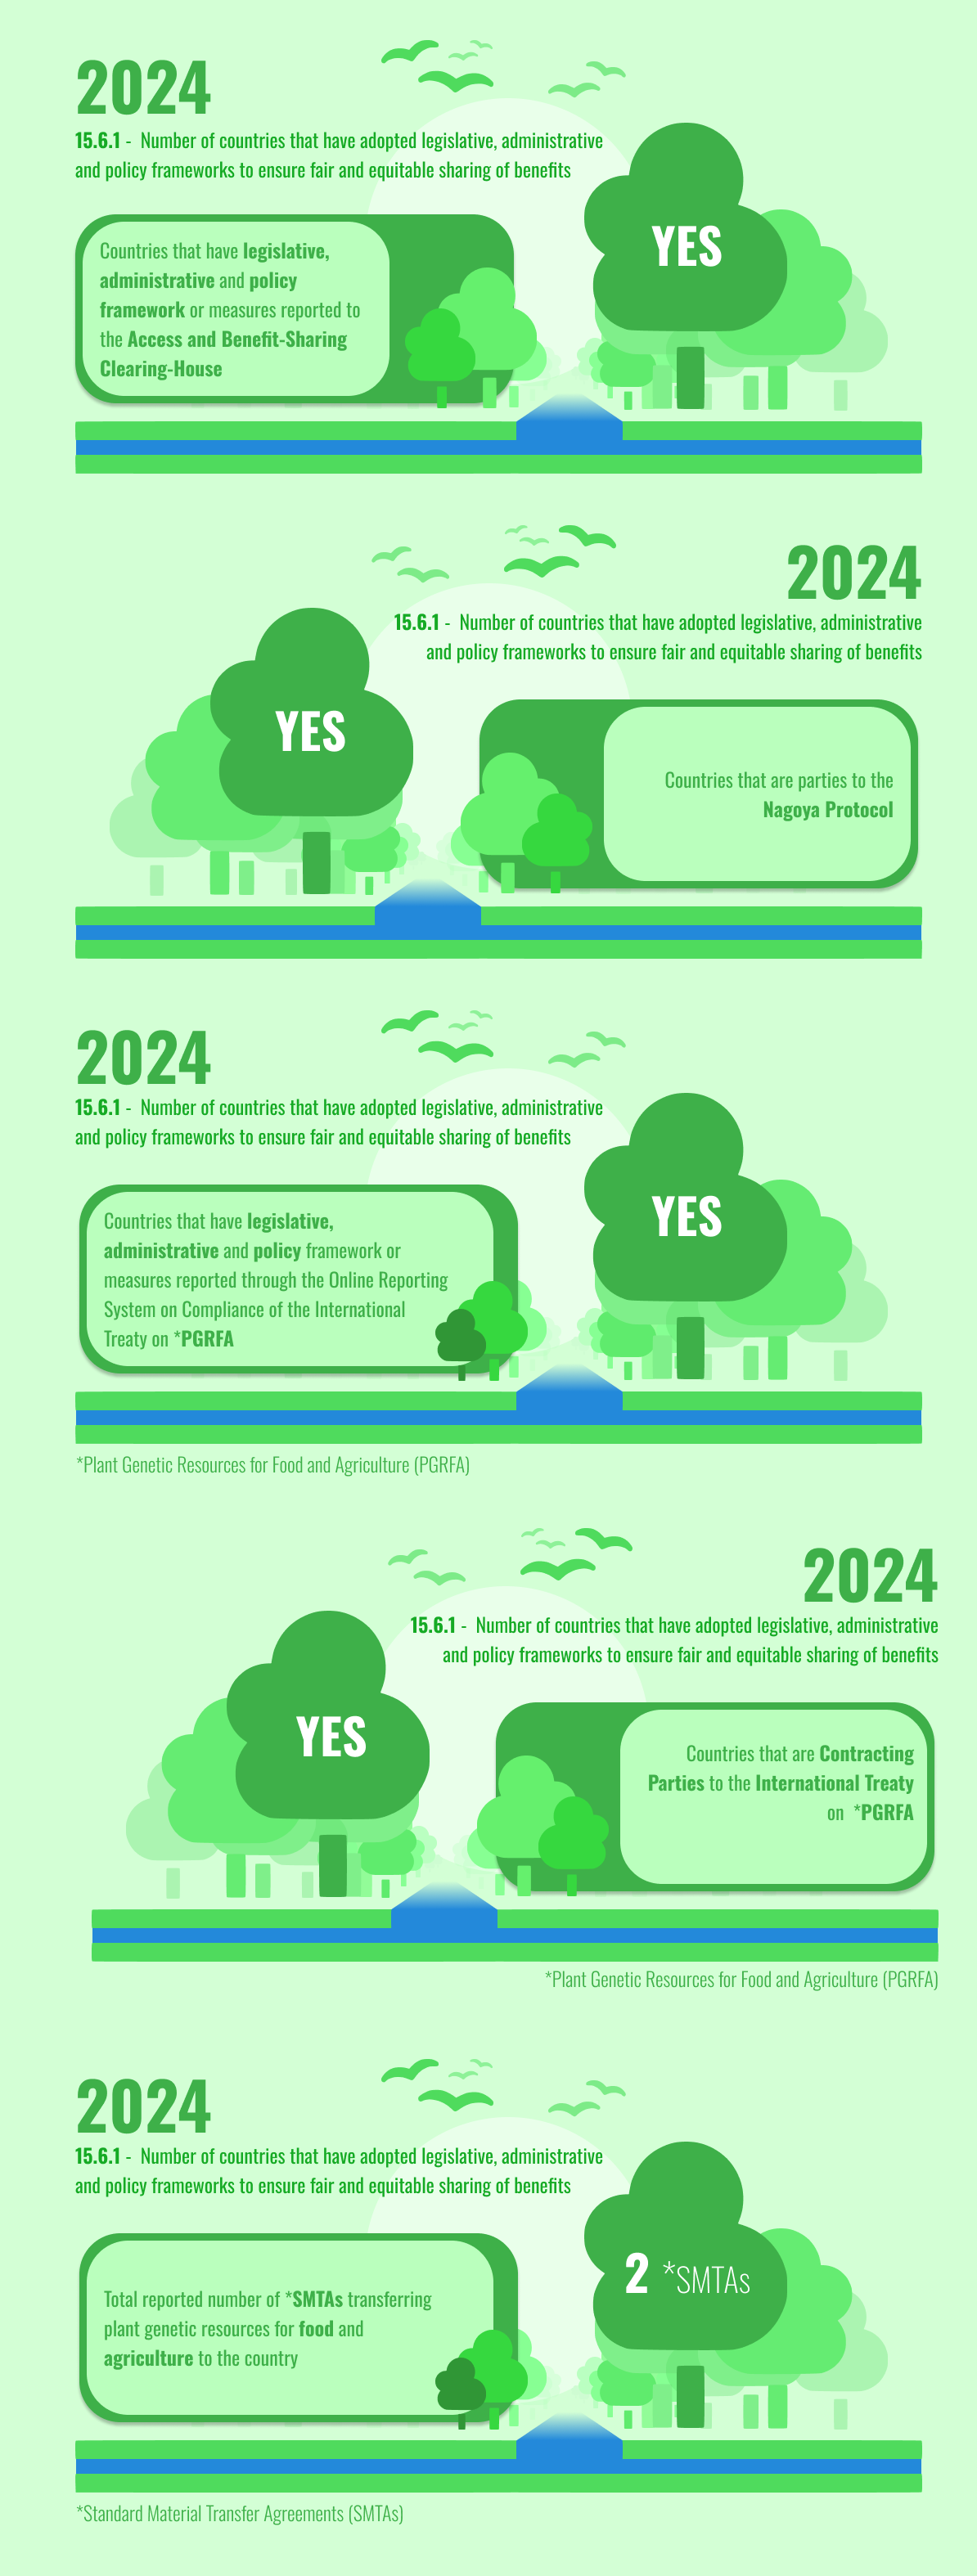 2024
15.6.1 - Number of countries that have adopted legislative, administrative
and policy frameworks to ensure fair and equitable sharing of benefits
YES
Countries that have legislative,
administrative and policy
framework or measures reported to
the Access and Benefit-Sharing
Clearing-House
2024
15.6.1 - Number of countries that have adopted legislative, administrative
and policy frameworks to ensure fair and equitable sharing of benefits
YES
Countries that are parties to the
Nagoya Protocol
2024
15.6.1 - Number of countries that have adopted legislative, administrative
and policy frameworks to ensure fair and equitable sharing of benefits
YES
Countries that have legislative,
administrative and policy framework or
measures reported through the Online Reporting
System on Compliance of the International
Treaty on *PGRFA
*Plant Genetic Resources for Food and Agriculture (PGRFA)
2024
15.6.1 - Number of countries that have adopted legislative, administrative
and policy frameworks to ensure fair and equitable sharing of benefits
YES
Countries that are Contracting
Parties to the International Treaty
on *PGRFA
*Plant Genetic Resources for Food and Agriculture (PGRFA)
2024
15.6.1 - Number of countries that have adopted legislative, administrative
and policy frameworks to ensure fair and equitable sharing of benefits
2 *SMTAs
Total reported number of *SMTAs transferring
plant genetic resources for food and
agriculture to the country
*Standard Material Transfer Agreements (SMTAs)